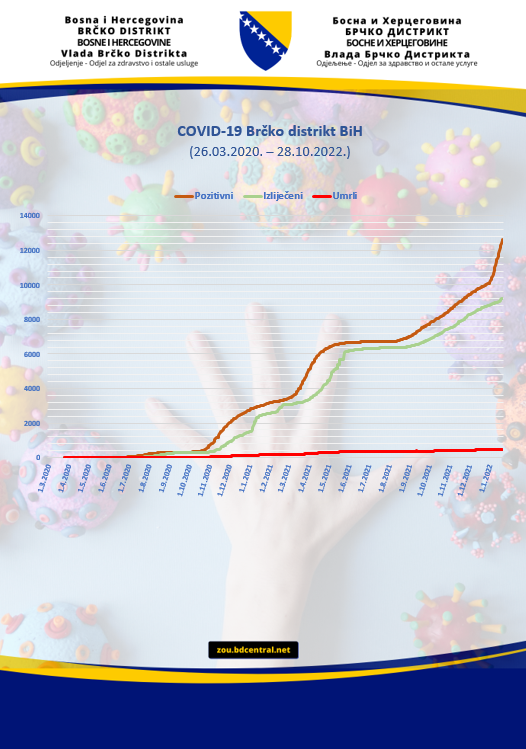 Bosna i Hercegovina
BRČKO DISTRIKT
BOSNE I HERCEGOVINE
Vlada Brčko Distrikta
Odjeljenje - Odjel za zdravstvo i ostale usluge
Босна и Херцеговина
БРЧКО ДИСТРИКТ
БОСНЕ И ХЕРЦЕГОВИНЕ
Влада Брчко Дистрикта
Одјељење - Одјел за здравство и остале услуге
COVID-19 Brčko distrikt BiH
(26.03.2020. – 28.10.2022.)
Pozitivni Izliječeni Umrli
14000
12000
10000
8000
6000
4000
2000
0
1.3.2020 1.4.2020 1.5.2020 1.6.2020 1.7.2020 1.8.2020 1.9.2020 1.10.2020 1.11.2020 1.12.2020 1.1.2021 1.2.2021 1.3.2021 1.4.2021 1.5.2021 1.6.2021 1.7.2021 1.8.2021 1.9.2021 1.10.2021 1.11.2021 1.12.2021 1.1.2022
zou.bdcentral.net